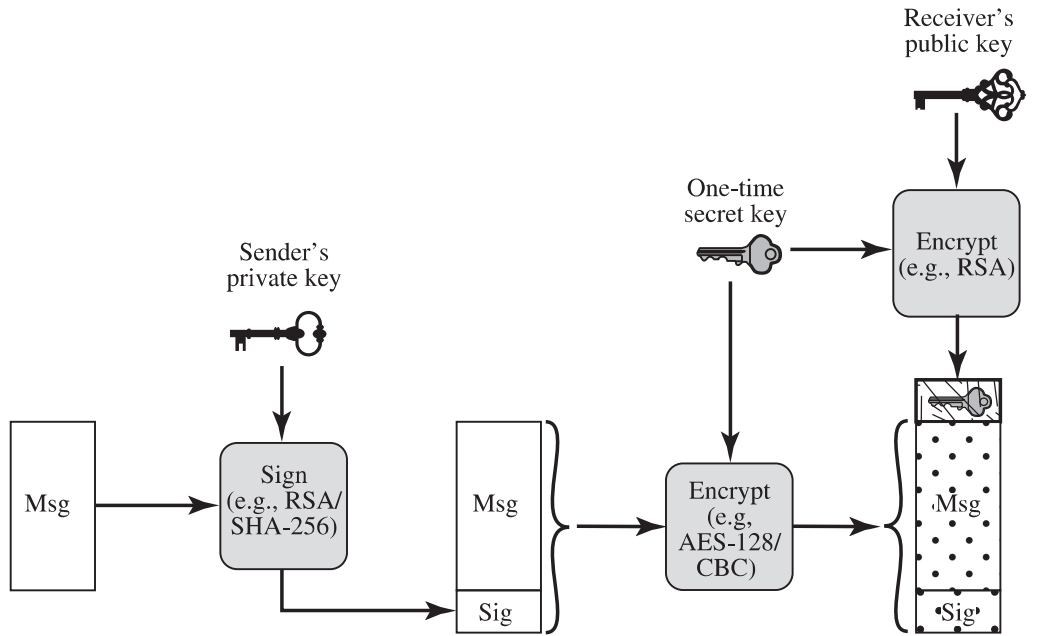 Receiver's
public key
One-time
secret key
Encrypt
(e.g., RSA)
Sender's
private key
Msg
Sign
(e.g., RSA/
SHA-256)
Msg
Sig
Encrypt
(e.g,
AES-128/
CBC)
Msg
Sig